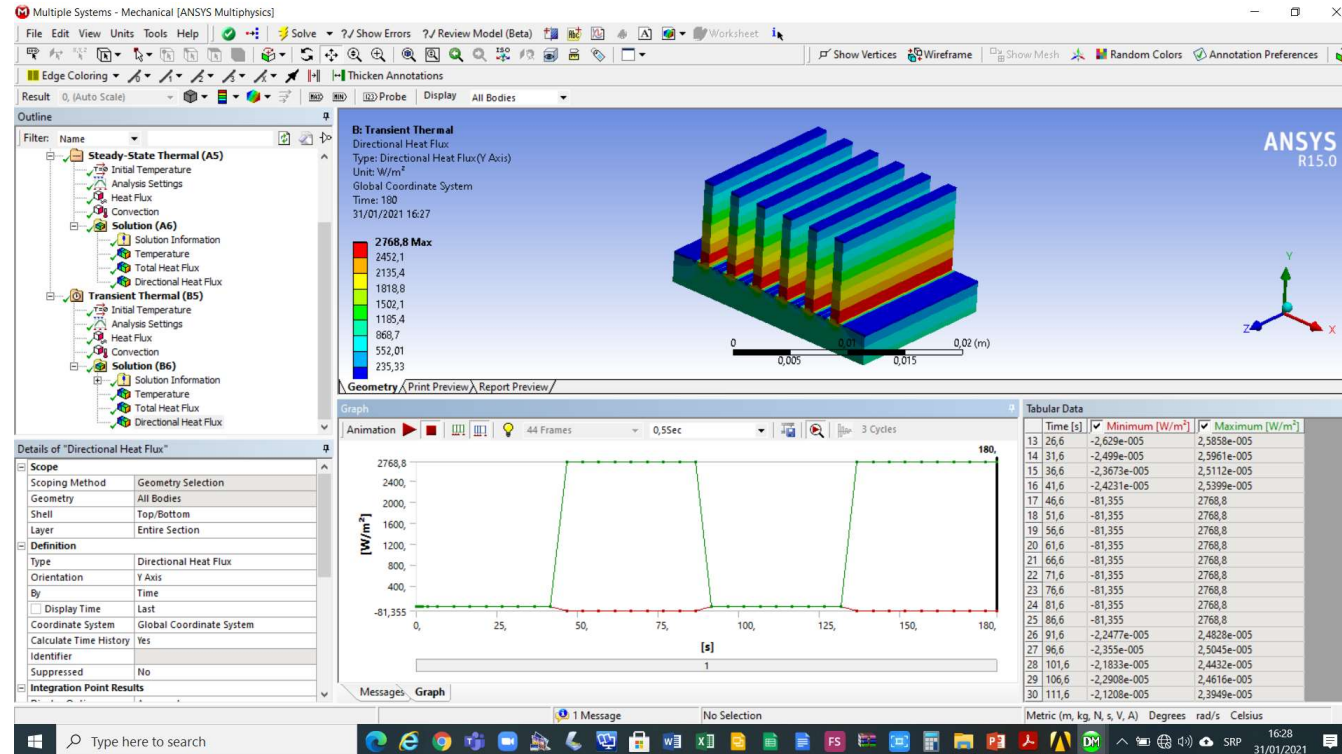 Multiple Systems - Mechanical [ANSYS Multiphysics]
File Edit View Units Tools Help Solve ?./ Show Errors ?./ Review Model (Beta) A Worksheet
Show Vertices Wireframe Show Mesh Random Colors Annotation Preferences
Edge Coloring Thicken Annotations
Result 0, (Auto Scale) MAX MIN 123 Probe Display All Bodies
Outline
Filter: Name
Steady-State Thermal (A5)
Initial Temperature
Analysis Settings
Heat Flux
Convection
Solution (A6)
Solution Information
Temperature
Total Heat Flux
Directional Heat Flux
Transient Thermal (B5)
Initial Temperature
Analysis Settings
Heat Flux
Convection
Solution (B6)
Solution Information
Temperature
Total Heat Flux
Directional Heat Flux
B: Transient Thermal
Directional Heat Flux
Type: Directional Heat Flux(Y Axis)
Unit: W/m²
Global Coordinate System
Time: 180
31/01/2021 16:27
2768,8 Max
2452,1
2135,4
1818,8
1502,1
1185,4
868,7
552,01
235,33
ANSYS
R15.0
Y
Z X
0 0,01 0,02 (m)
0,005 0,015
Geometry Print Preview Report Preview
Details of "Directional Heat Flux"
Scope
Scoping Method Geometry Selection
Geometry All Bodies
Shell Top/Bottom
Layer Entire Section
Definition
Type Directional Heat Flux
Orientation Y Axis
By Time
Display Time Last
Coordinate System Global Coordinate System
Calculate Time History Yes
Identifier
Suppressed No
Integration Point Results
Graph
Animation 44 Frames 0,5Sec 3 Cycles
180,
2768,8
2400,
2000,
1600,
1200,
800,
400,
-81,355
[W/m²]
0, 25, 50, 75, 100, 125, 150, 180,
[s]
1
Messages Graph
Tabular Data
Time [s] Minimum [W/m²] Maximum [W/m²]
13 26,6 -2,629e-005 2,5858e-005
14 31,6 -2,499e-005 2,5961e-005
15 36,6 -2,3673e-005 2,5112e-005
16 41,6 -2,4231e-005 2,5399e-005
17 46,6 -81,355 2768,8
18 51,6 -81,355 2768,8
19 56,6 -81,355 2768,8
20 61,6 -81,355 2768,8
21 66,6 -81,355 2768,8
22 71,6 -81,355 2768,8
23 76,6 -81,355 2768,8
24 81,6 -81,355 2768,8
25 86,6 -81,355 2768,8
26 91,6 -2,2477e-005 2,4828e-005
27 96,6 -2,355e-005 2,5045e-005
28 101,6 -2,1833e-005 2,4432e-005
29 106,6 -2,2908e-005 2,4616e-005
30 111,6 -2,1208e-005 2,3949e-005
1 Message No Selection Metric (m, kg, N, s, V, A) Degrees rad/s Celsius
Type here to search
FS
DM
SRP
16:28
31/01/2021